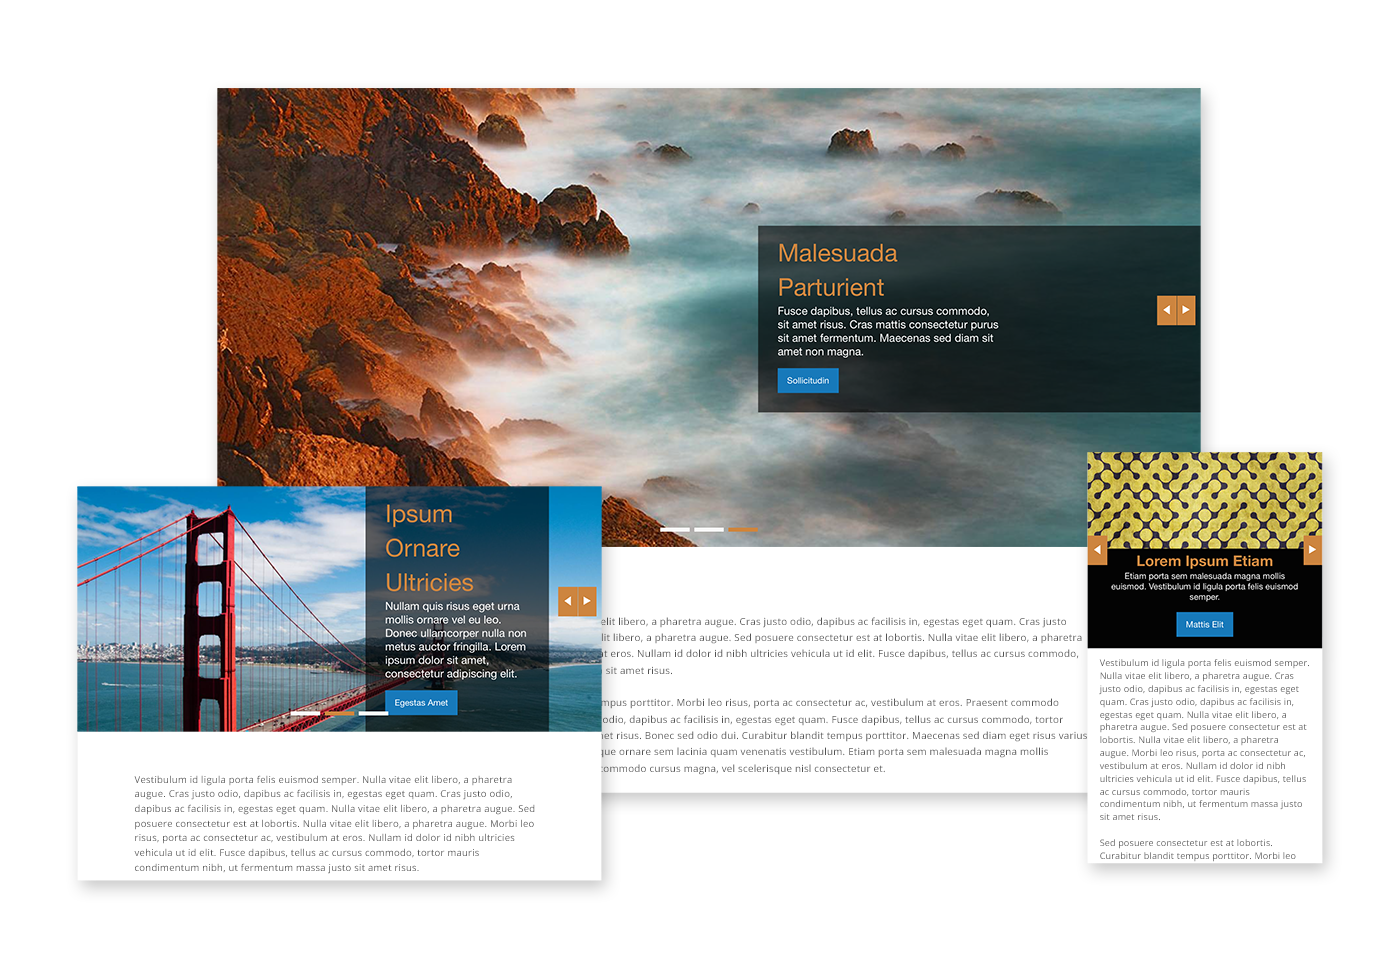 Malesuada
Parturient
Fusce dapibus, tellus ac cursus commodo,
sit amet risus. Cras mattis consectetur purus
sit amet fermentum. Maecenas sed diam sit
amet non magna.
Sollicitudin
elit libero, a pharetra augue. Cras justo odio, dapibus ac facilisis in, egestas eget quam. Cras justo
lit libero, a pharetra augue. Sed posuere consectetur est at lobortis. Nulla vitae elit libero, a pharetra
at eros. Nullam id dolor id nibh ultricies vehicula ut id elit. Fusce dapibus, tellus ac cursus commodo,
sit amet risus.
mpus porttitor. Morbi leo risus, porta ac consectetur ac, vestibulum at eros. Praesent commodo
odio, dapibus ac facilisis in, egestas eget quam. Fusce dapibus, tellus ac cursus commodo, tortor
et risus. Bonec sed odio dui. Curabitur blandit tempus porttitor. Maecenas sed diam eget risus varius
que ornare sem lacinia quam venenatis vestibulum. Etiam porta sem malesuada magna mollis
commodo cursus magna, vel scelerisque nisl consectetur et.
Ipsum
Ornare
Ultricies
Nullam quis risus eget urna
mollis ornare vel eu leo.
Donec ullamcorper nulla non
metus auctor fringilla. Lorem
ipsum dolor sit amet,
consectetur adipiscing elit.
Egestas Amet
Vestibulum id ligula porta felis euismod semper. Nulla vitae elit libero, a pharetra
augue. Cras justo odio, dapibus ac facilisis in, egestas eget quam. Cras justo odio,
dapibus ac facilisis in, egestas eget quam. Nulla vitae elit libero, a pharetra augue. Sed
posuere consectetur est at lobortis. Nulla vitae elit libero, a pharetra augue. Morbi leo
risus, porta ac consectetur ac, vestibulum at eros. Nullam id dolor id nibh ultricies
vehicula ut id elit. Fusce dapibus, tellus ac cursus commodo, tortor mauris
condimentum nibh, ut fermentum massa justo sit amet risus.
Lorem Ipsum Etiam
Etiam porta sem malesuada magna mollis
euismod. Vestibulum id ligula porta felis euismod
semper.
Mattis Elit
Vestibulum id ligula porta felis euismod semper.
Nulla vitae elit libero, a pharetra augue. Cras
justo odio, dapibus ac facilisis in, egestas eget
quam. Cras justo odio, dapibus ac facilisis in,
egestas eget quam. Nulla vitae elit libero, a
pharetra augue. Sed posuere consectetur est at
lobortis. Nulla vitae elit libero, a pharetra
augue. Morbi leo risus, porta ac consectetur ac,
vestibulum at eros. Nullam id dolor id nibh
ultricies vehicula ut id elit. Fusce dapibus, tellus
ac cursus commodo, tortor mauris
condimentum nibh, ut fermentum massa justo
sit amet risus.
Sed posuere consectetur est at lobortis.
Curabitur blandit tempus porttitor. Morbi leo